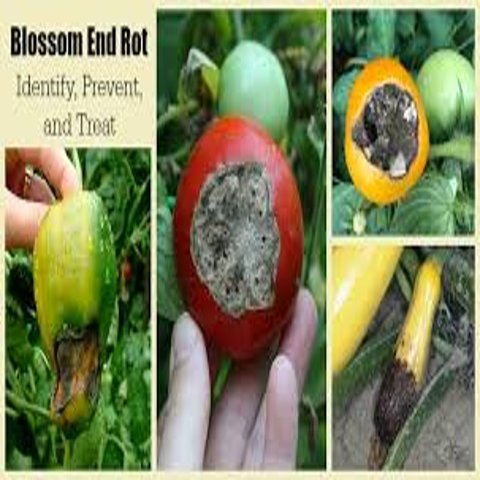 Blossom End Rot
Identify, Prevent,
and Treat